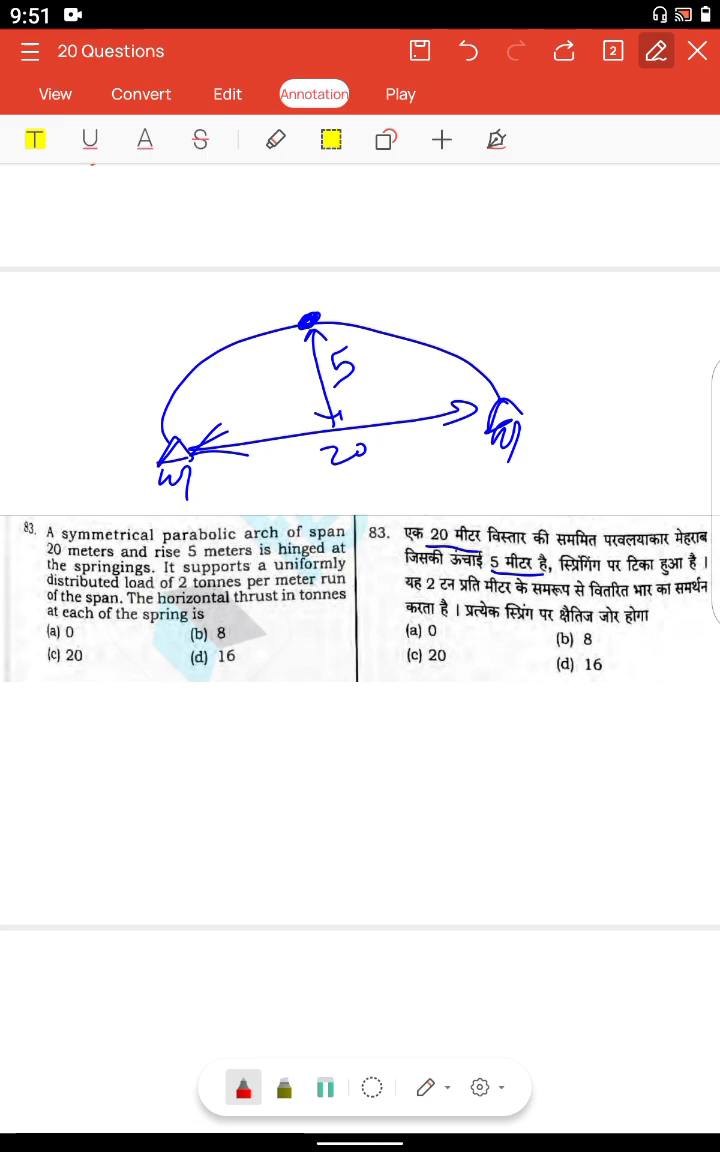 9:51
20 Questions
2
View Convert Edit Annotation Play
T U A S
5
20
83. A symmetrical parabolic arch of span
20 meters and rise 5 meters is hinged at
the springings. It supports a uniformly
distributed load of 2 tonnes per meter run
of the span. The horizontal thrust in tonnes
at each of the spring is
(a) 0 (b) 8
(c) 20 (d) 16
83. एक 20 मीटर विस्तार की सममित परवलयाकार मेहराब
जिसकी ऊंचाई 5 मीटर है, स्प्रिंगिंग पर टिका हुआ है ।
यह 2 टन प्रति मीटर के समरूप से वितरित भार का समर्थन
करता है । प्रत्येक स्प्रिंग पर क्षैतिज जोर होगा
(a) 0 (b) 8
(c) 20 (d) 16